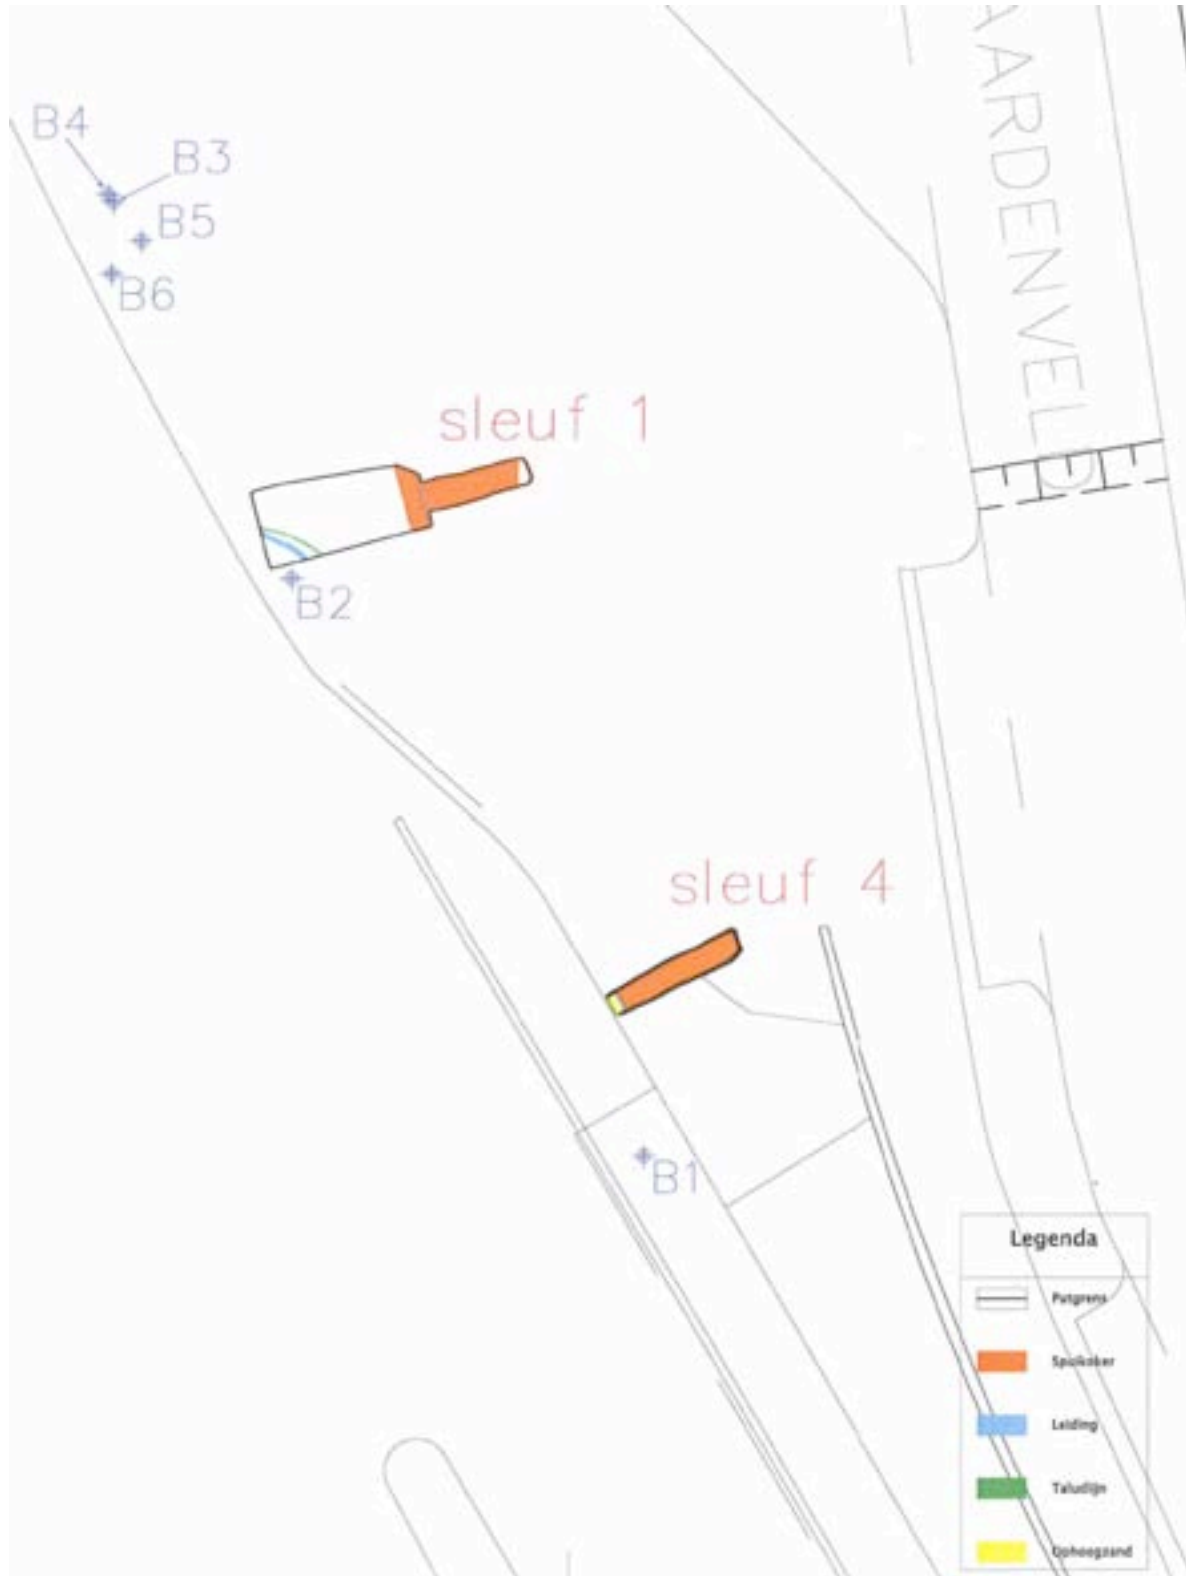 AARDENVELD
B4
B3
B5
B6
sleuf 1
B2
sleuf 4
B1
Legenda
Putgrens
Spuikoker
Leiding
Taludlijn
Ophoogzand